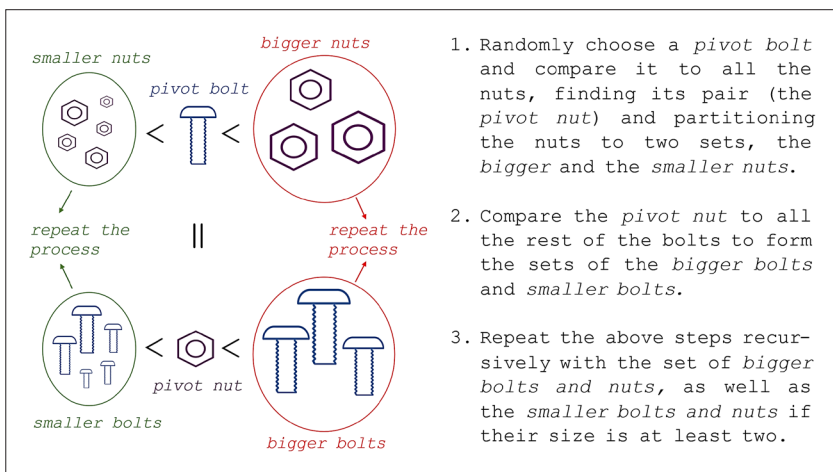 smaller nuts
pivot bolt
bigger nuts
<
<
repeat the
process
=
repeat the
process
<
<
pivot nut
smaller bolts
bigger bolts
1. Randomly choose a pivot bolt
and compare it to all the
nuts, finding its pair (the
pivot nut) and partitioning
the nuts to two sets, the
bigger and the smaller nuts.
2. Compare the pivot nut to all
the rest of the bolts to form
the sets of the bigger bolts
and smaller bolts.
3. Repeat the above steps recur-
sively with the set of bigger
bolts and nuts, as well as
the smaller bolts and nuts if
their size is at least two.